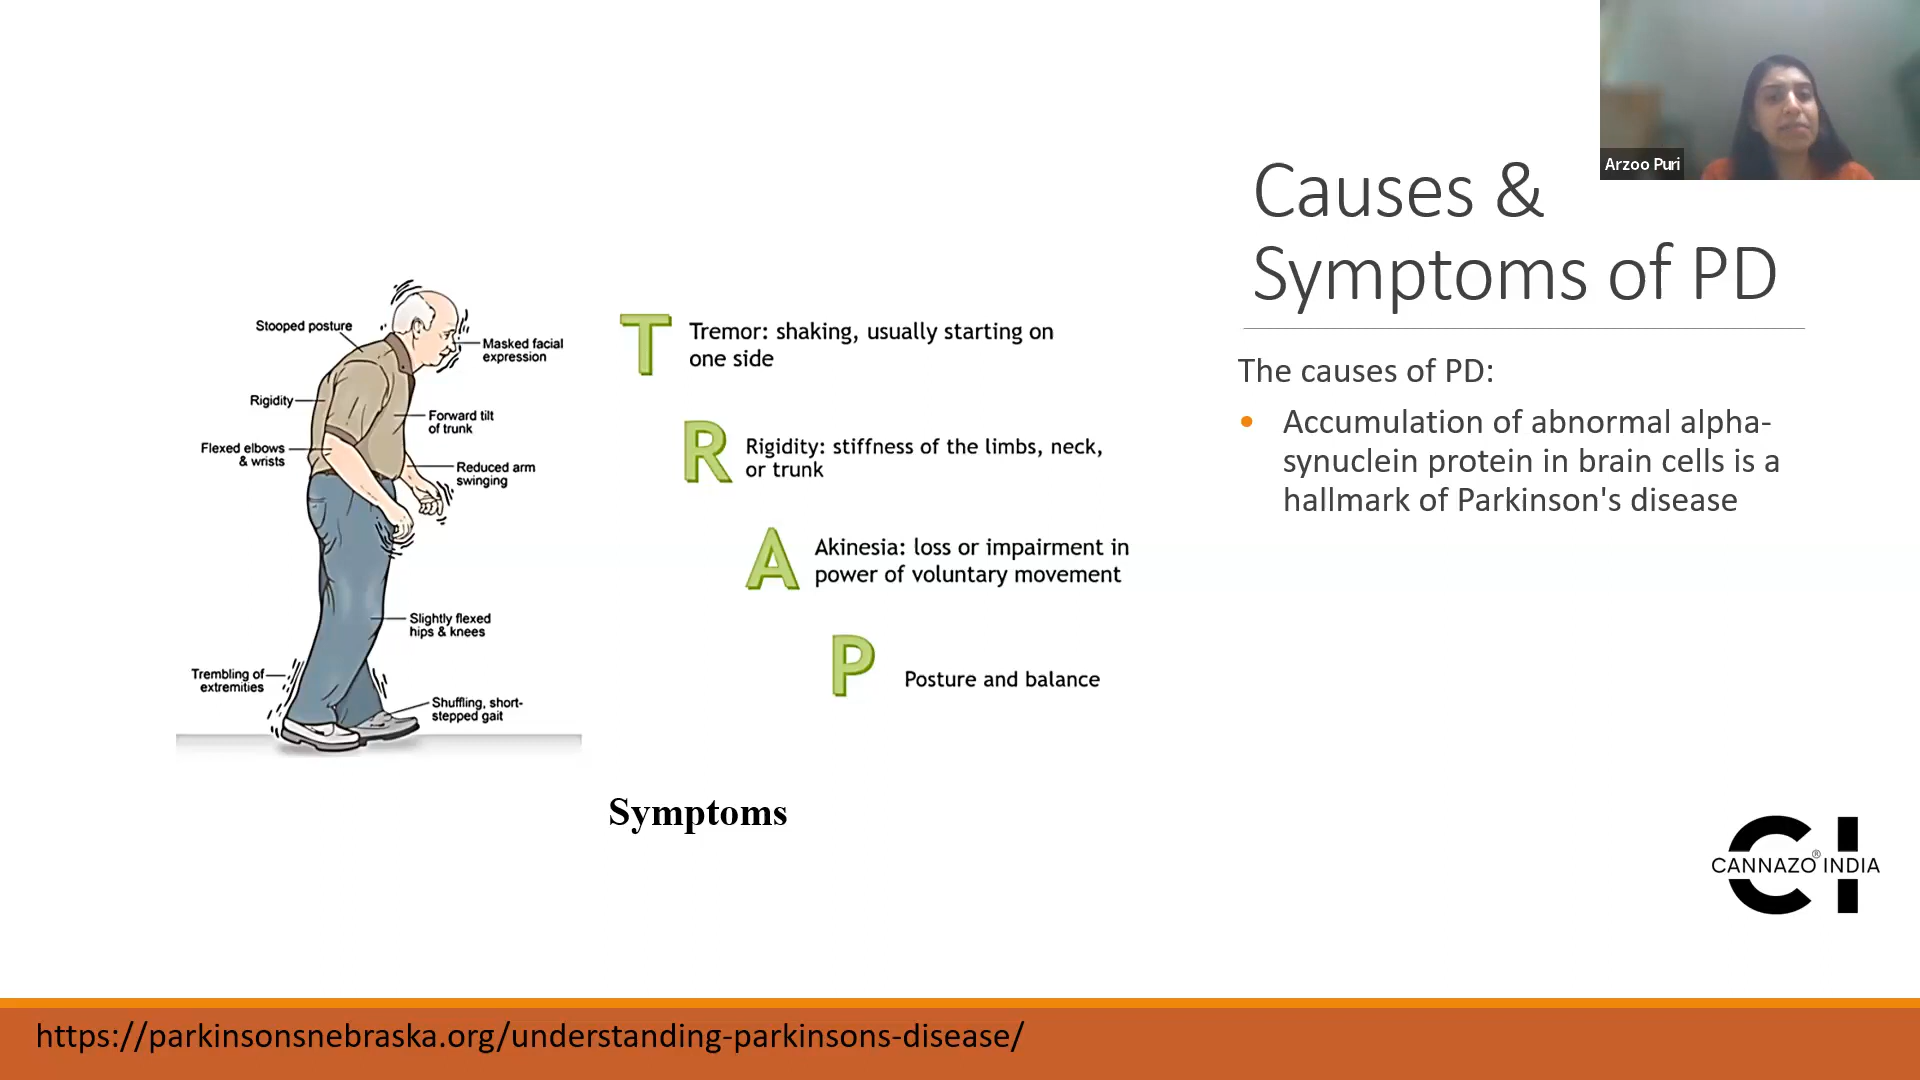 Arzoo Puri
Causes &
Symptoms of PD
The causes of PD:
• Accumulation of abnormal alpha-
synuclein protein in brain cells is a
hallmark of Parkinson's disease
Stooped posture
Masked facial
expression
Rigidity
Forward tilt
of trunk
Flexed elbows
& wrists
Reduced arm
swinging
Slightly flexed
hips & knees
Trembling of
extremities
Shuffling, short-
stepped gait
T Tremor: shaking, usually starting on
one side
R Rigidity: stiffness of the limbs, neck,
or trunk
A Akinesia: loss or impairment in
power of voluntary movement
P Posture and balance
Symptoms
CI
CANNAZO® INDIA
https://parkinsonsnebraska.org/understanding-parkinsons-disease/